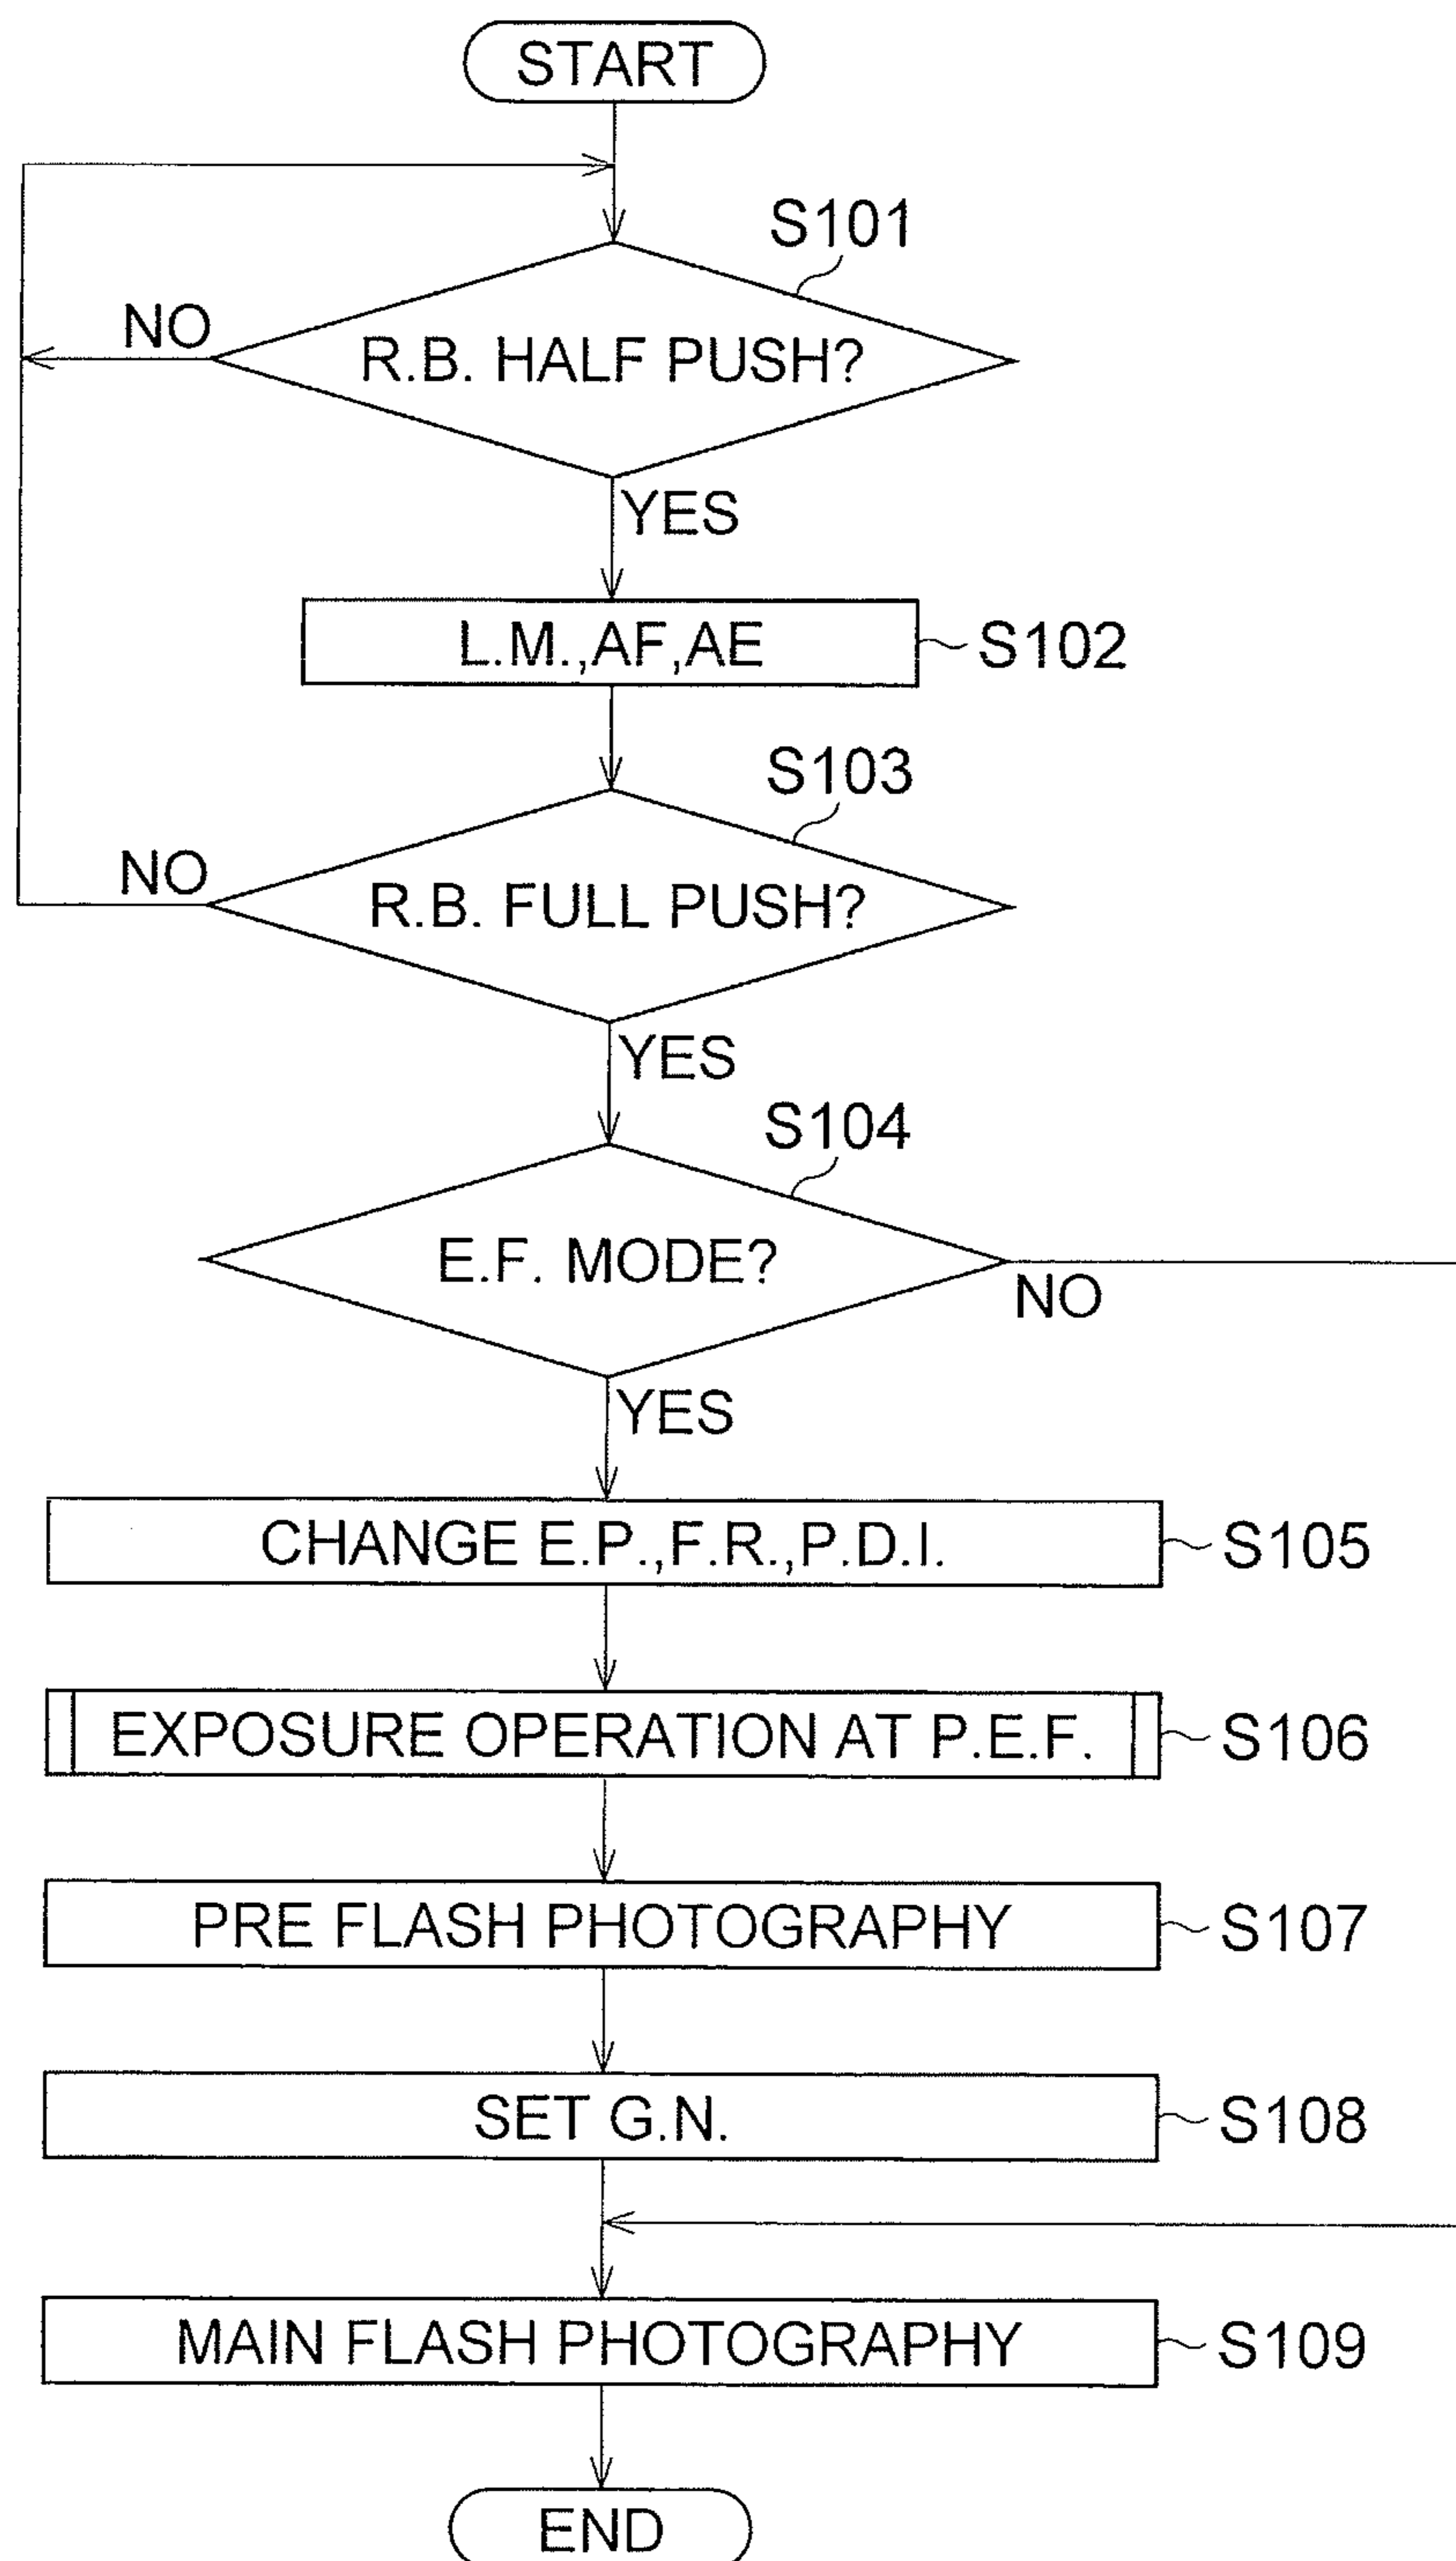 START
S101
NO
R.B. HALF PUSH?
YES
L.M.,AF,AE
S102
S103
NO
R.B. FULL PUSH?
YES
S104
E.F. MODE?
NO
YES
CHANGE E.P.,F.R.,P.D.I.
S105
EXPOSURE OPERATION AT P.E.F.
S106
PRE FLASH PHOTOGRAPHY
S107
SET G.N.
S108
MAIN FLASH PHOTOGRAPHY
S109
END